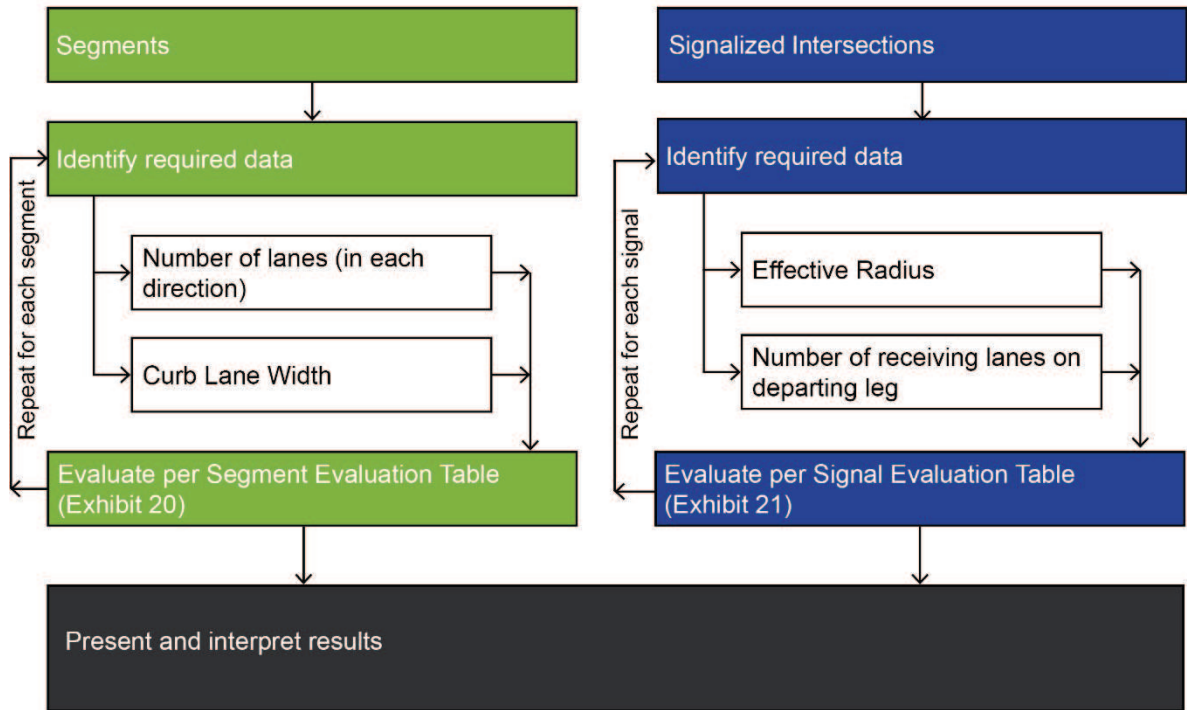 Segments
Identify required data
Repeat for each segment
Number of lanes (in each
direction)
Curb Lane Width
Evaluate per Segment Evaluation Table
(Exhibit 20)
Signalized Intersections
Identify required data
Repeat for each signal
Effective Radius
Number of receiving lanes on
departing leg
Evaluate per Signal Evaluation Table
(Exhibit 21)
Present and interpret results